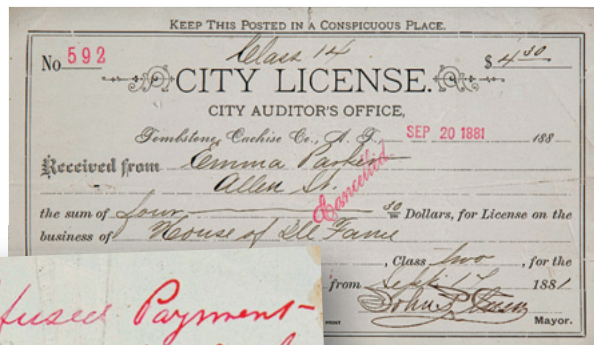 KEEP THIS POSTED IN A CONSPICUOUS PLACE.
No 592 Class 14 $ 4 30
CITY LICENSE.
CITY AUDITOR'S OFFICE,
Tombstone, Cochise Co., A. T., SEP 20 1881 188
Received from Emma Parker
Allen St.
Cancelled
the sum of four 30 Dollars, for License on the
business of House of Ill Fame
, Class two , for the
from Sept 17 1881
John
Mayor.
fused Payment